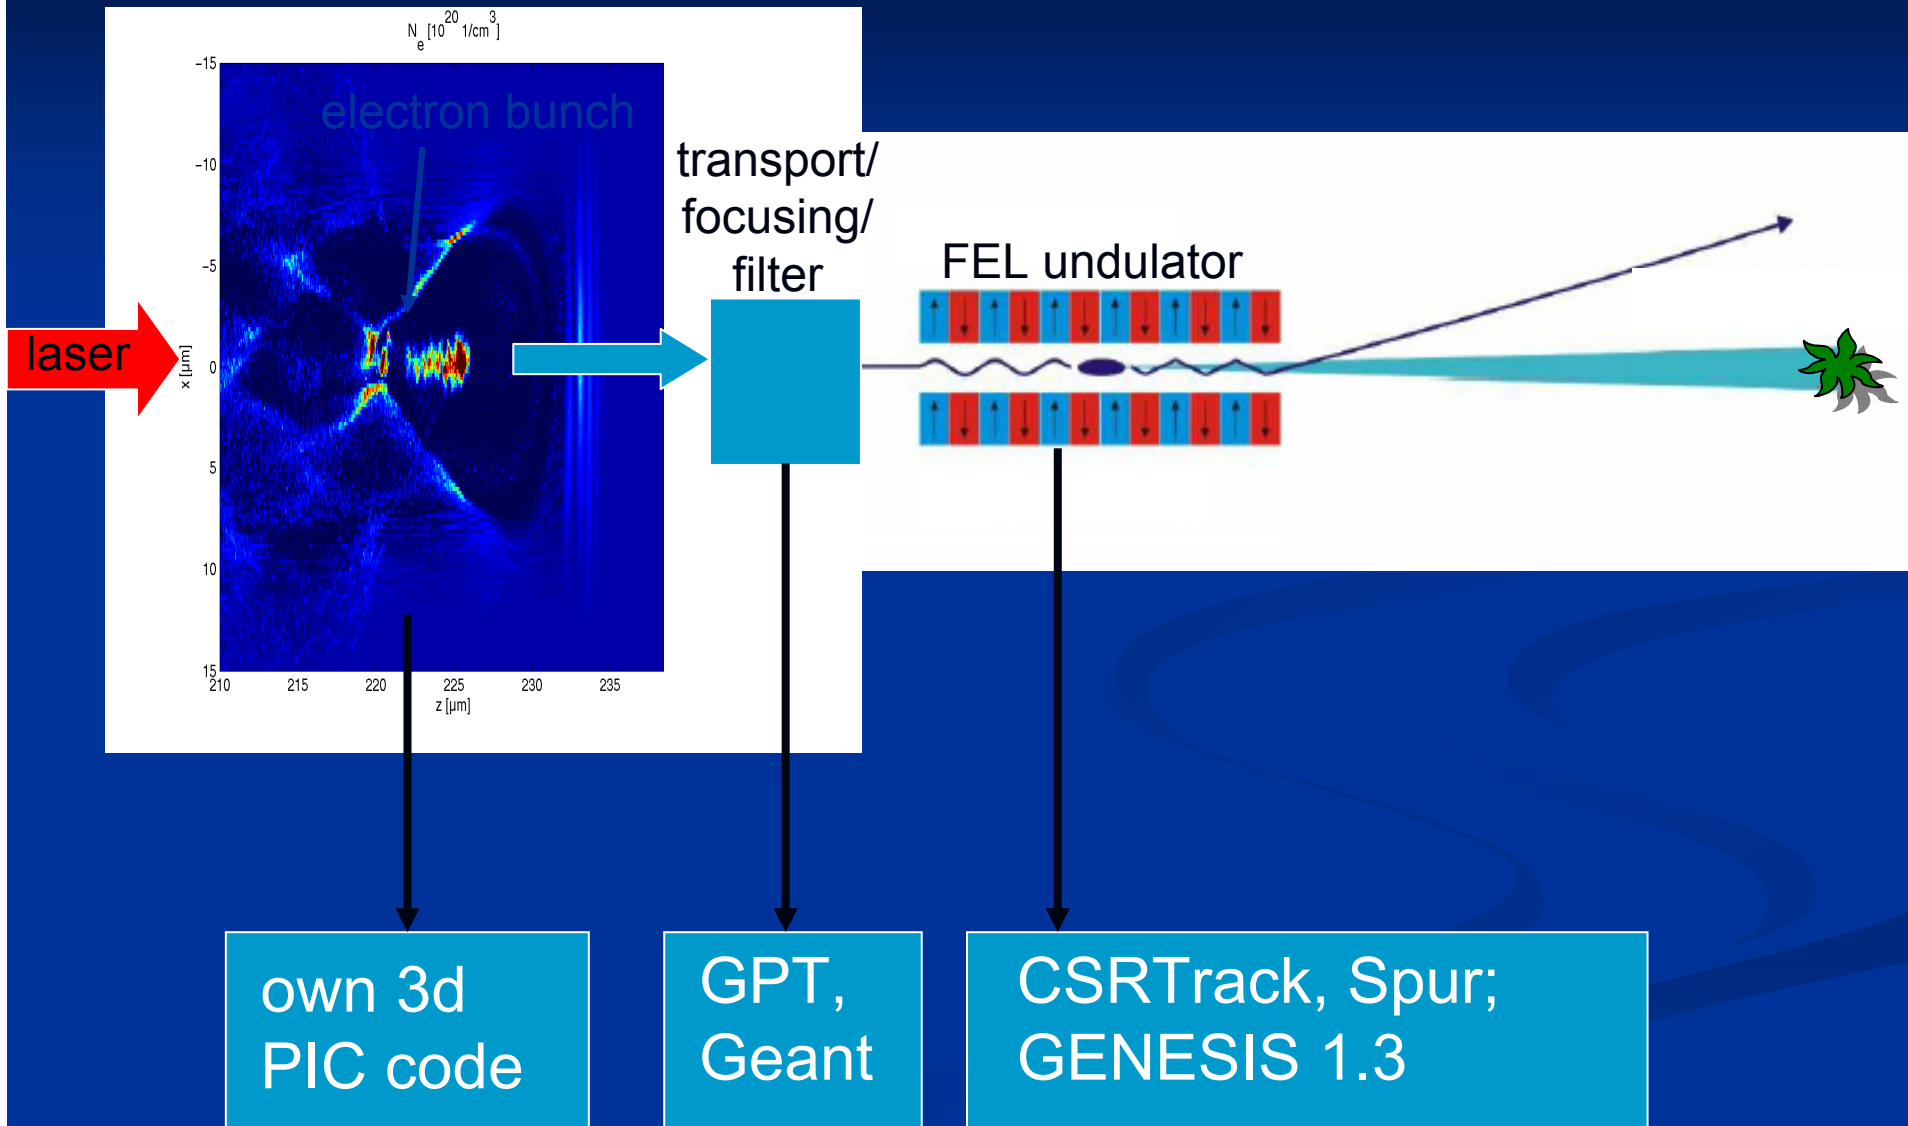 N_e [10^20 1/cm^3]
electron bunch
transport/
focusing/
filter
FEL undulator
laser
x [µm]
−15
−10
−5
0
5
10
15
210 215 220 225 230 235
z [µm]
own 3d
PIC code
GPT,
Geant
CSRTrack, Spur;
GENESIS 1.3